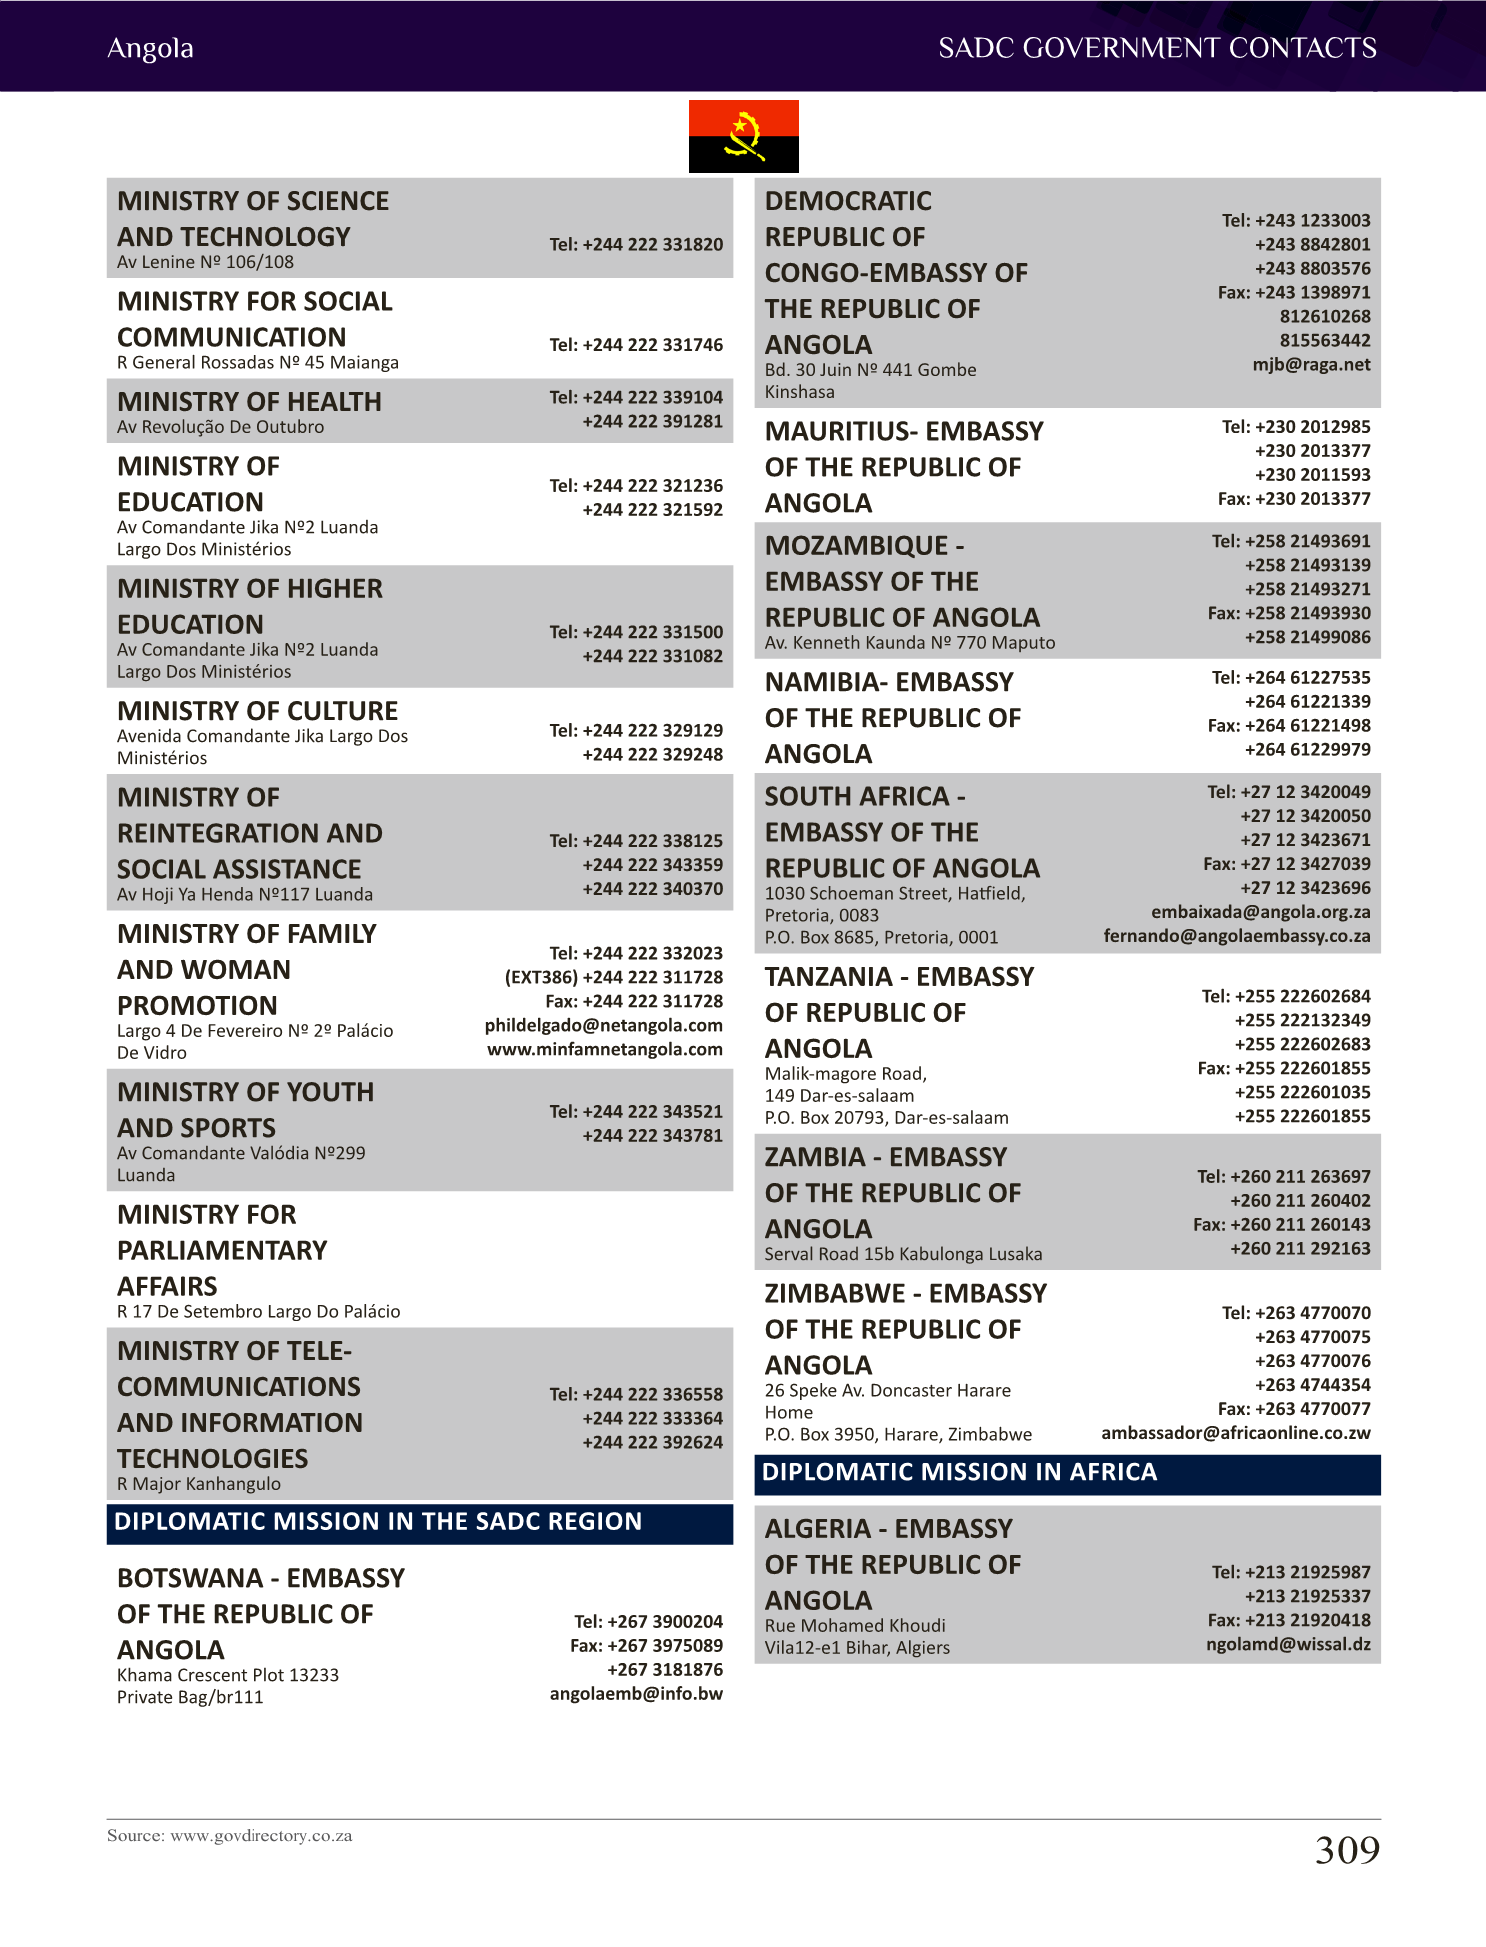 Angola
SADC GOVERNMENT CONTACTS
MINISTRY OF SCIENCE
AND TECHNOLOGY
Av Lenine Nº 106/108
Tel: +244 222 331820
MINISTRY FOR SOCIAL
COMMUNICATION
R General Rossadas Nº 45 Maianga
Tel: +244 222 331746
MINISTRY OF HEALTH
Av Revolução De Outubro
Tel: +244 222 339104
+244 222 391281
MINISTRY OF
EDUCATION
Av Comandante Jika Nº2 Luanda
Largo Dos Ministérios
Tel: +244 222 321236
+244 222 321592
MINISTRY OF HIGHER
EDUCATION
Av Comandante Jika Nº2 Luanda
Largo Dos Ministérios
Tel: +244 222 331500
+244 222 331082
MINISTRY OF CULTURE
Avenida Comandante Jika Largo Dos
Ministérios
Tel: +244 222 329129
+244 222 329248
MINISTRY OF
REINTEGRATION AND
SOCIAL ASSISTANCE
Av Hoji Ya Henda Nº117 Luanda
Tel: +244 222 338125
+244 222 343359
+244 222 340370
MINISTRY OF FAMILY
AND WOMAN
PROMOTION
Largo 4 De Fevereiro Nº 2º Palácio
De Vidro
Tel: +244 222 332023
(EXT386) +244 222 311728
Fax: +244 222 311728
phildelgado@netangola.com
www.minfamnetangola.com
MINISTRY OF YOUTH
AND SPORTS
Av Comandante Valódia Nº299
Luanda
Tel: +244 222 343521
+244 222 343781
MINISTRY FOR
PARLIAMENTARY
AFFAIRS
R 17 De Setembro Largo Do Palácio
MINISTRY OF TELE-
COMMUNICATIONS
AND INFORMATION
TECHNOLOGIES
R Major Kanhangulo
Tel: +244 222 336558
+244 222 333364
+244 222 392624
DIPLOMATIC MISSION IN THE SADC REGION
BOTSWANA - EMBASSY
OF THE REPUBLIC OF
ANGOLA
Khama Crescent Plot 13233
Private Bag/br111
Tel: +267 3900204
Fax: +267 3975089
+267 3181876
angolaemb@info.bw
DEMOCRATIC
REPUBLIC OF
CONGO-EMBASSY OF
THE REPUBLIC OF
ANGOLA
Bd. 30 Juin Nº 441 Gombe
Kinshasa
Tel: +243 1233003
+243 8842801
+243 8803576
Fax: +243 1398971
812610268
815563442
mjb@raga.net
MAURITIUS- EMBASSY
OF THE REPUBLIC OF
ANGOLA
Tel: +230 2012985
+230 2013377
+230 2011593
Fax: +230 2013377
MOZAMBIQUE -
EMBASSY OF THE
REPUBLIC OF ANGOLA
Av. Kenneth Kaunda Nº 770 Maputo
Tel: +258 21493691
+258 21493139
+258 21493271
Fax: +258 21493930
+258 21499086
NAMIBIA- EMBASSY
OF THE REPUBLIC OF
ANGOLA
Tel: +264 61227535
+264 61221339
Fax: +264 61221498
+264 61229979
SOUTH AFRICA -
EMBASSY OF THE
REPUBLIC OF ANGOLA
1030 Schoeman Street, Hatfield,
Pretoria, 0083
P.O. Box 8685, Pretoria, 0001
Tel: +27 12 3420049
+27 12 3420050
+27 12 3423671
Fax: +27 12 3427039
+27 12 3423696
embaixada@angola.org.za
fernando@angolaembassy.co.za
TANZANIA - EMBASSY
OF REPUBLIC OF
ANGOLA
Malik-magore Road,
149 Dar-es-salaam
P.O. Box 20793, Dar-es-salaam
Tel: +255 222602684
+255 222132349
+255 222602683
Fax: +255 222601855
+255 222601035
+255 222601855
ZAMBIA - EMBASSY
OF THE REPUBLIC OF
ANGOLA
Serval Road 15b Kabulonga Lusaka
Tel: +260 211 263697
+260 211 260402
Fax: +260 211 260143
+260 211 292163
ZIMBABWE - EMBASSY
OF THE REPUBLIC OF
ANGOLA
26 Speke Av. Doncaster Harare
Home
P.O. Box 3950, Harare, Zimbabwe
Tel: +263 4770070
+263 4770075
+263 4770076
+263 4744354
Fax: +263 4770077
ambassador@africaonline.co.zw
DIPLOMATIC MISSION IN AFRICA
ALGERIA - EMBASSY
OF THE REPUBLIC OF
ANGOLA
Rue Mohamed Khoudi
Vila12-e1 Bihar, Algiers
Tel: +213 21925987
+213 21925337
Fax: +213 21920418
ngolamd@wissal.dz
Source: www.govdirectory.co.za
309